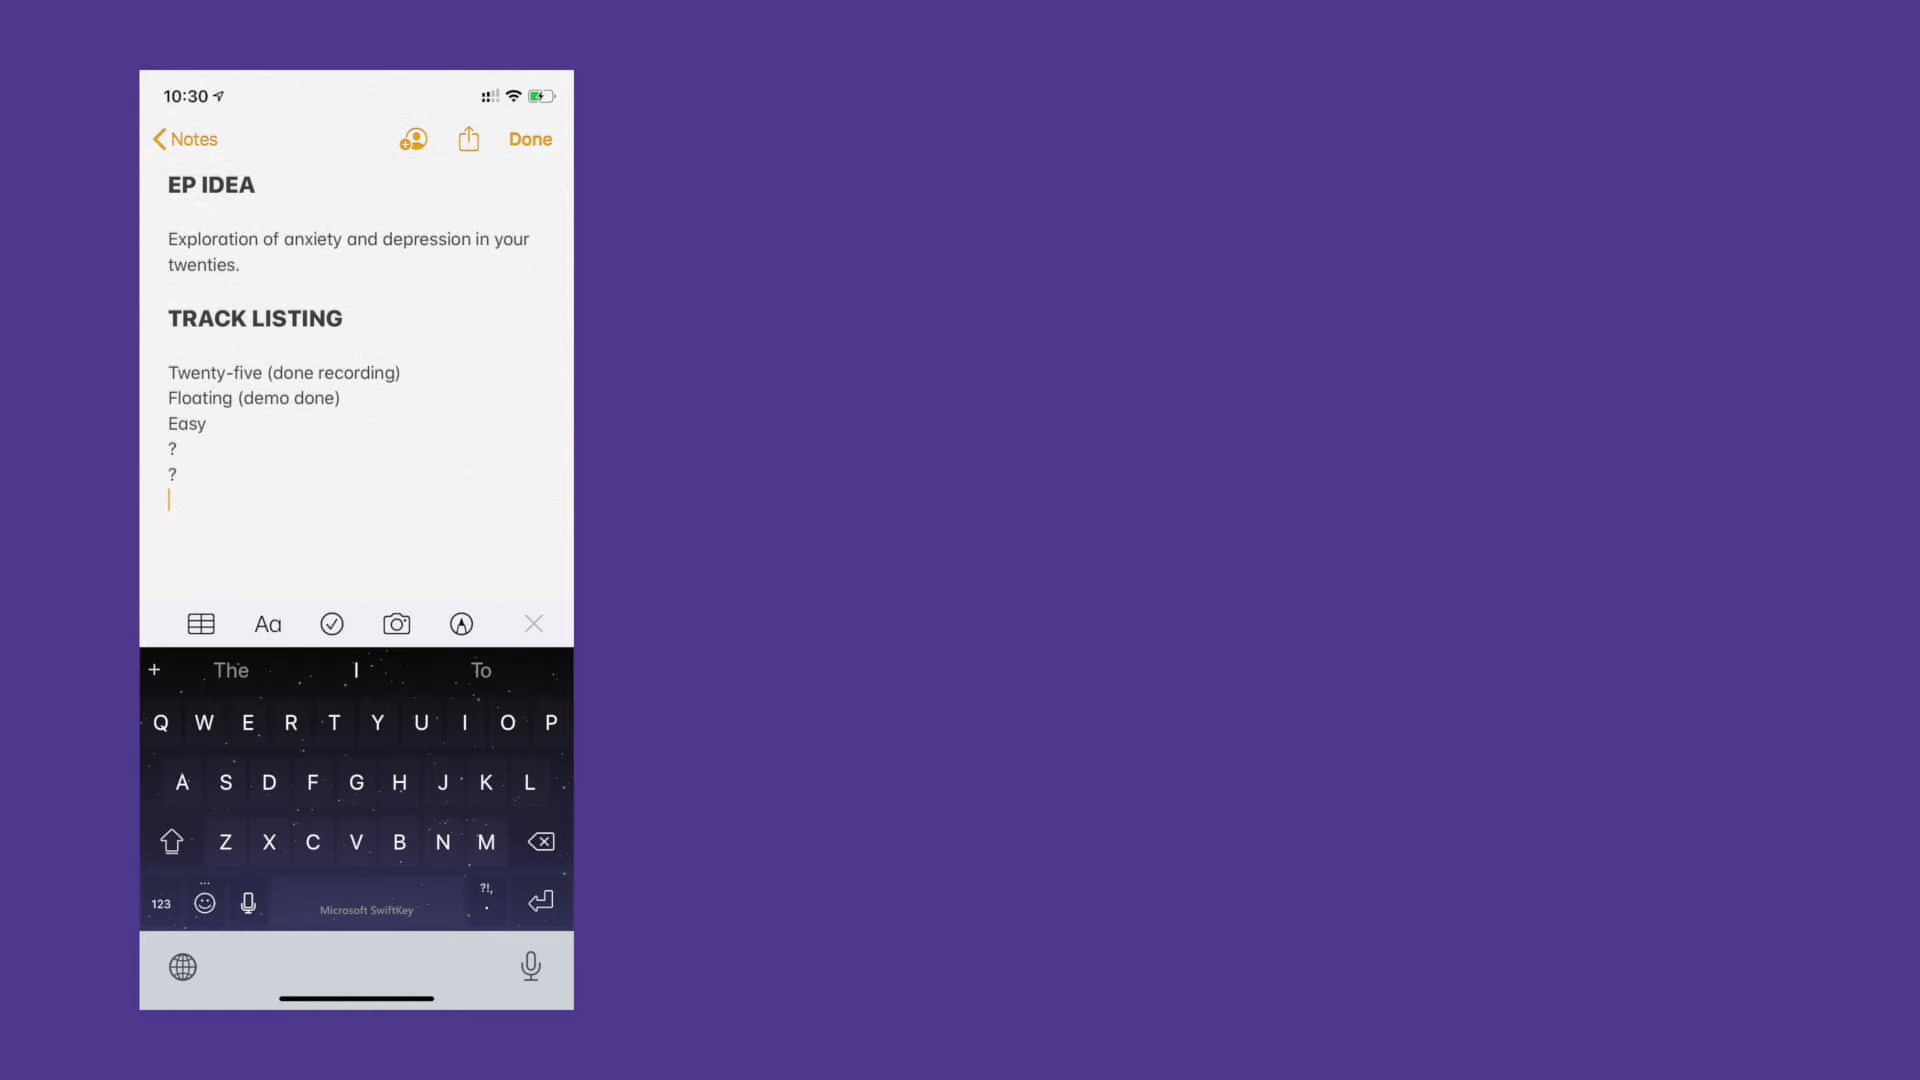 10:30
Notes
Done
EP IDEA
Exploration of anxiety and depression in your
twenties.
TRACK LISTING
Twenty-five (done recording)
Floating (demo done)
Easy
?
?
Aa
+ The I To
Q W E R T Y U I O P
A S D F G H J K L
Z X C V B N M
123 Microsoft SwiftKey ?!, .